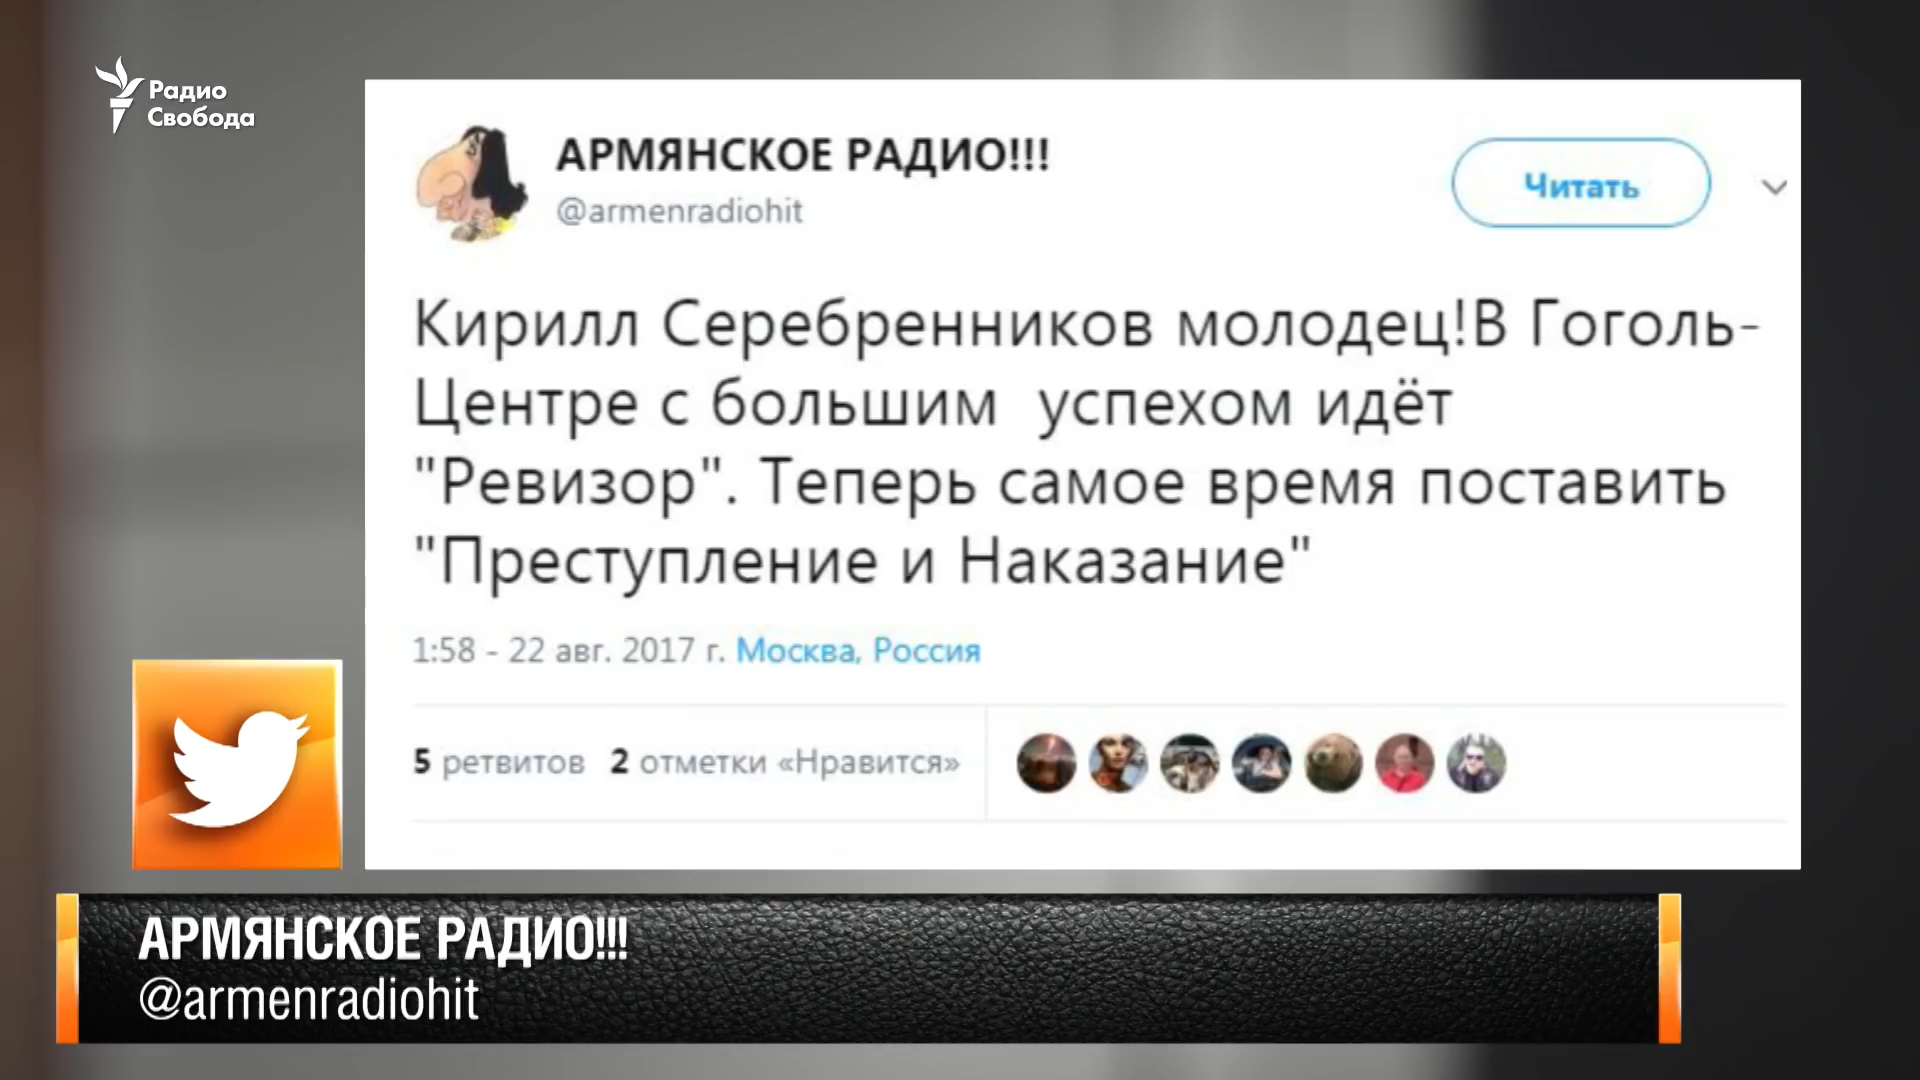 Радио
Свобода
АРМЯНСКОЕ РАДИО!!!
@armenradiohit
Читать
Кирилл Серебренников молодец!В Гоголь-
Центре с большим  успехом идёт
"Ревизор". Теперь самое время поставить
"Преступление и Наказание"
1:58 - 22 авг. 2017 г. Москва, Россия
5 ретвитов 2 отметки «Нравится»
АРМЯНСКОЕ РАДИО!!!
@armenradiohit